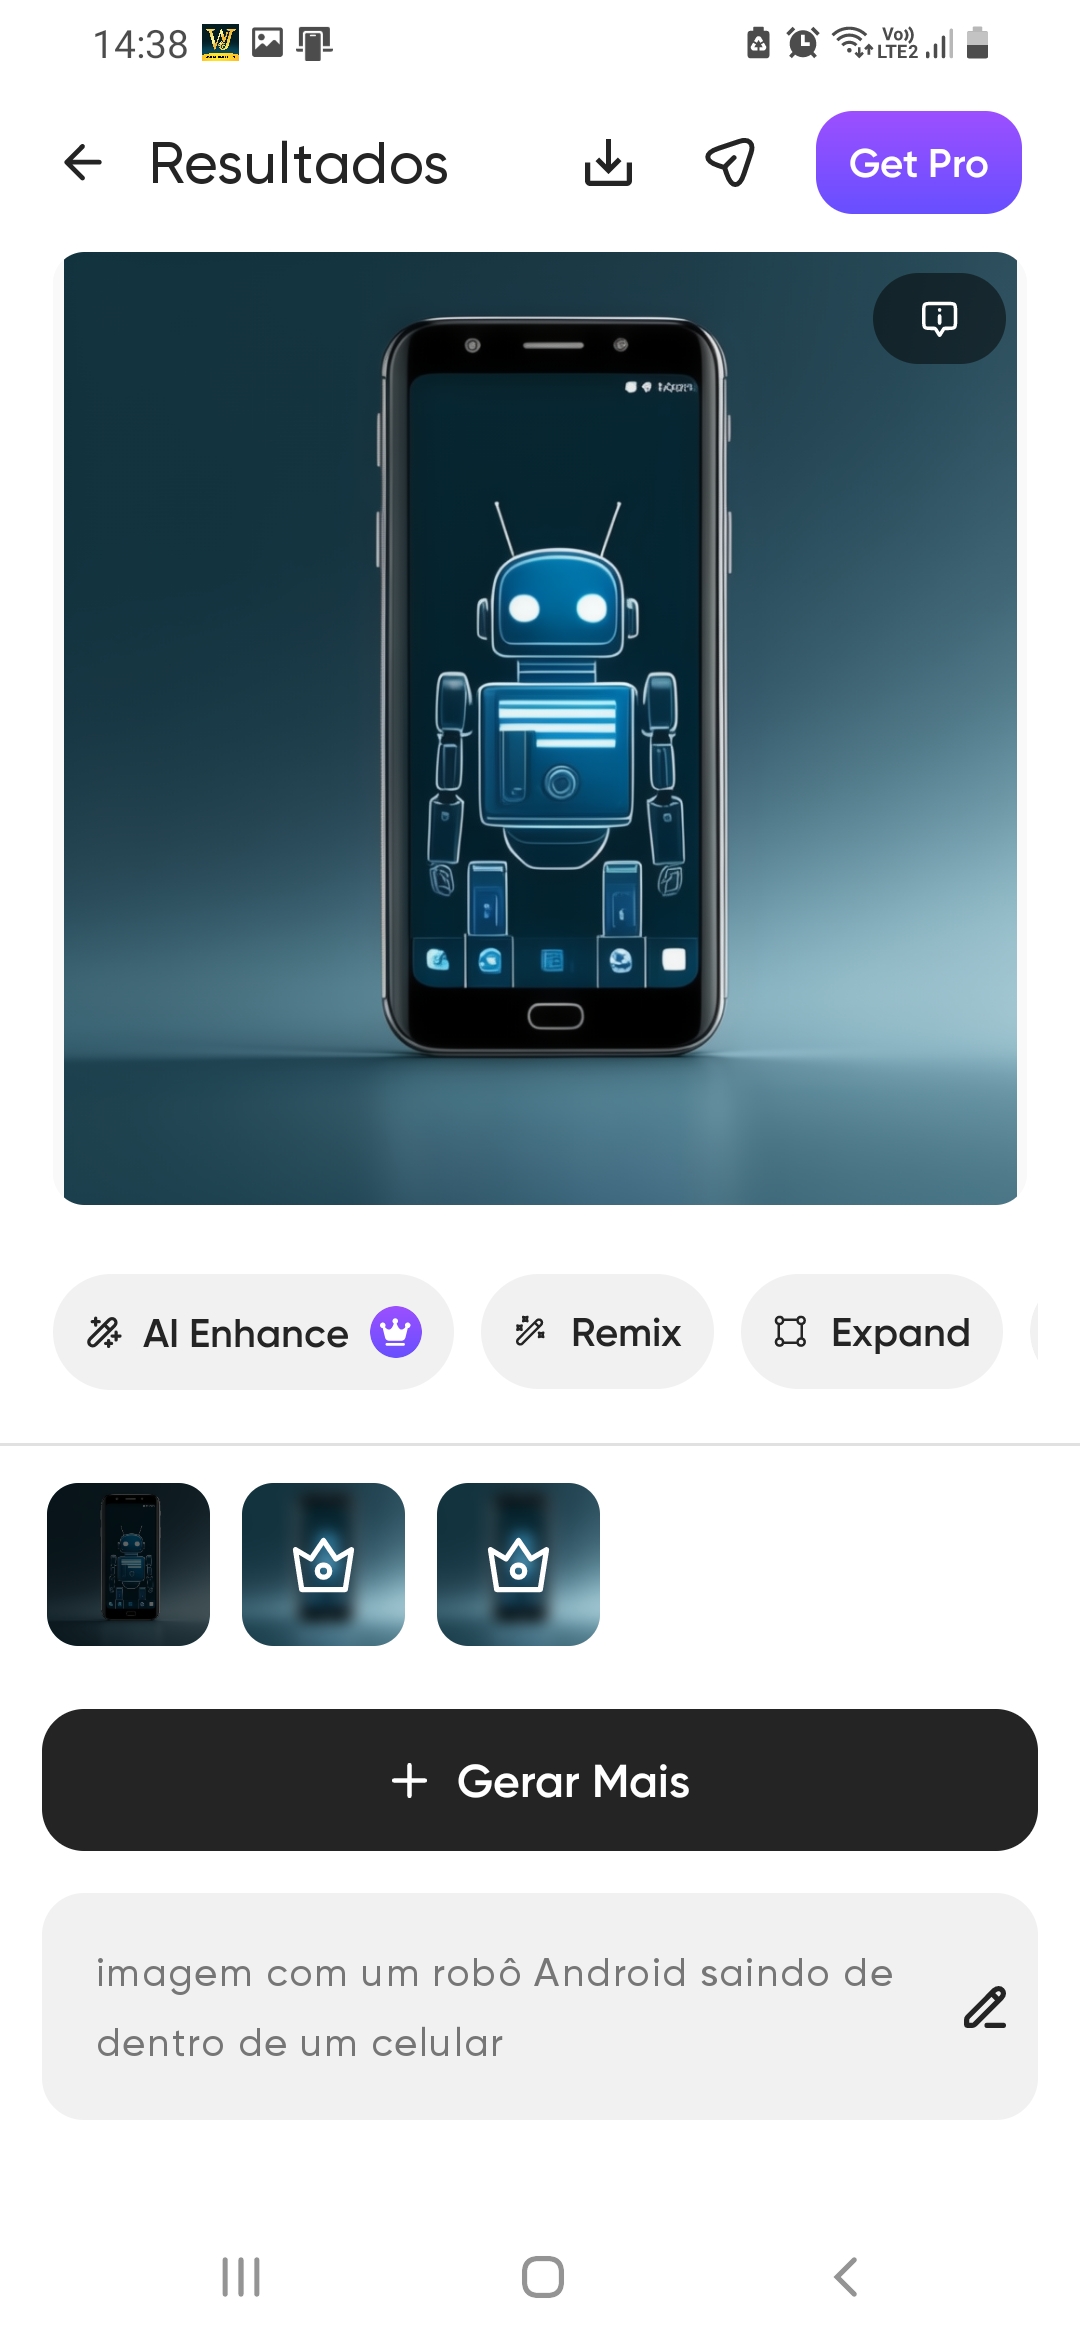 14:38
Vo))
LTE2
Resultados
Get Pro
AI Enhance
Remix
Expand
+ Gerar Mais
imagem com um robô Android saindo de
dentro de um celular